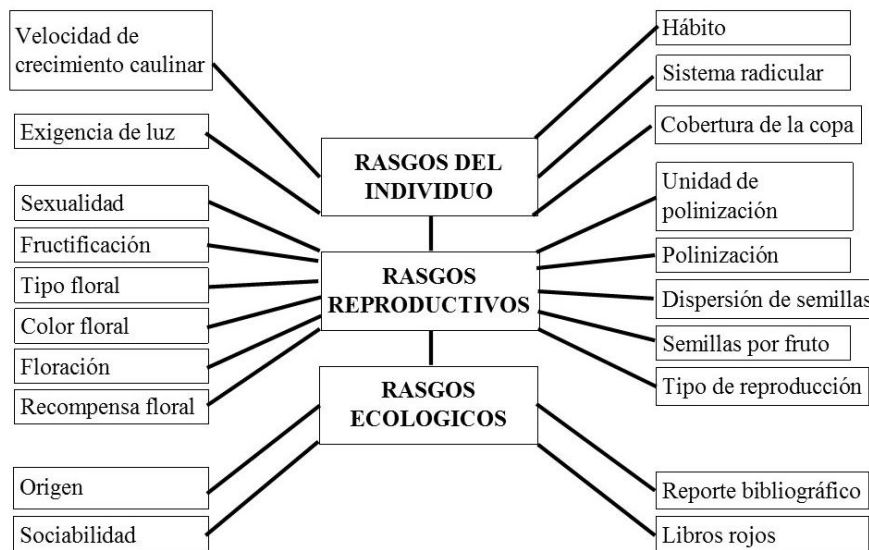 Velocidad de
crecimiento caulinar
Exigencia de luz
Sexualidad
Fructificación
Tipo floral
Color floral
Floración
Recompensa floral
Origen
Sociabilidad
RASGOS DEL
INDIVIDUO
RASGOS
REPRODUCTIVOS
RASGOS
ECOLOGICOS
Hábito
Sistema radicular
Cobertura de la copa
Unidad de
polinización
Polinización
Dispersión de semillas
Semillas por fruto
Tipo de reproducción
Reporte bibliográfico
Libros rojos